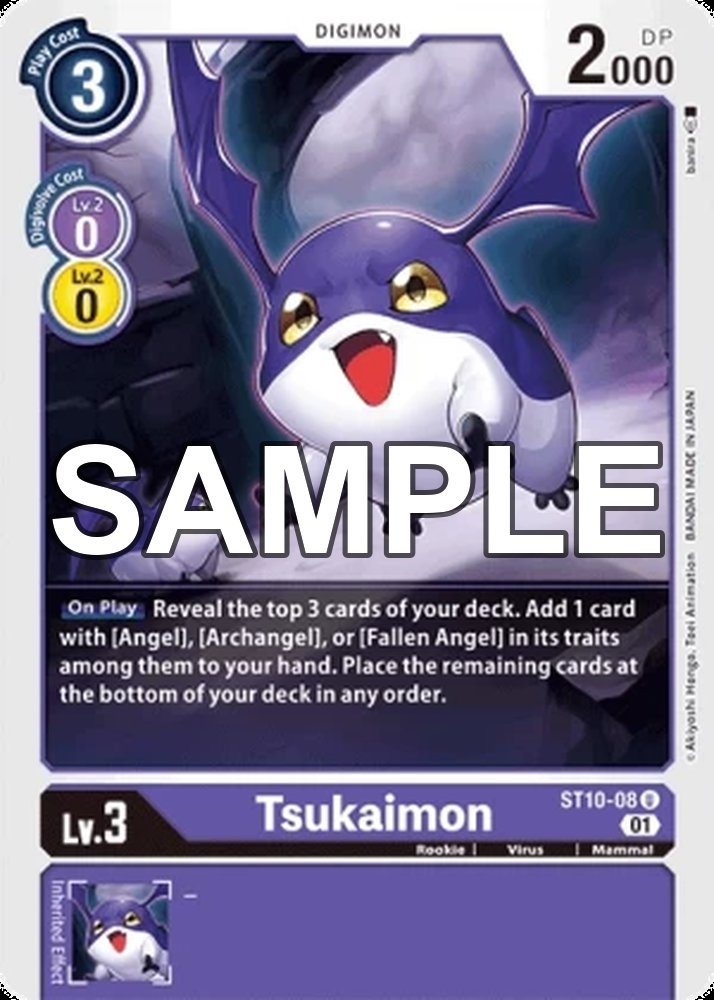 DIGIMON
Play Cost
3
DP
2000
Digivolve Cost
Lv.2
0
Lv.2
0
banira
SAMPLE
On Play Reveal the top 3 cards of your deck. Add 1 card
with [Angel], [Archangel], or [Fallen Angel] in its traits
among them to your hand. Place the remaining cards at
the bottom of your deck in any order.
© Akiyoshi Hongo, Toei Animation BANDAI MADE IN JAPAN
Lv.3
Tsukaimon
ST10-08 U
01
Rookie | Virus | Mammal
Inherited Effect
–